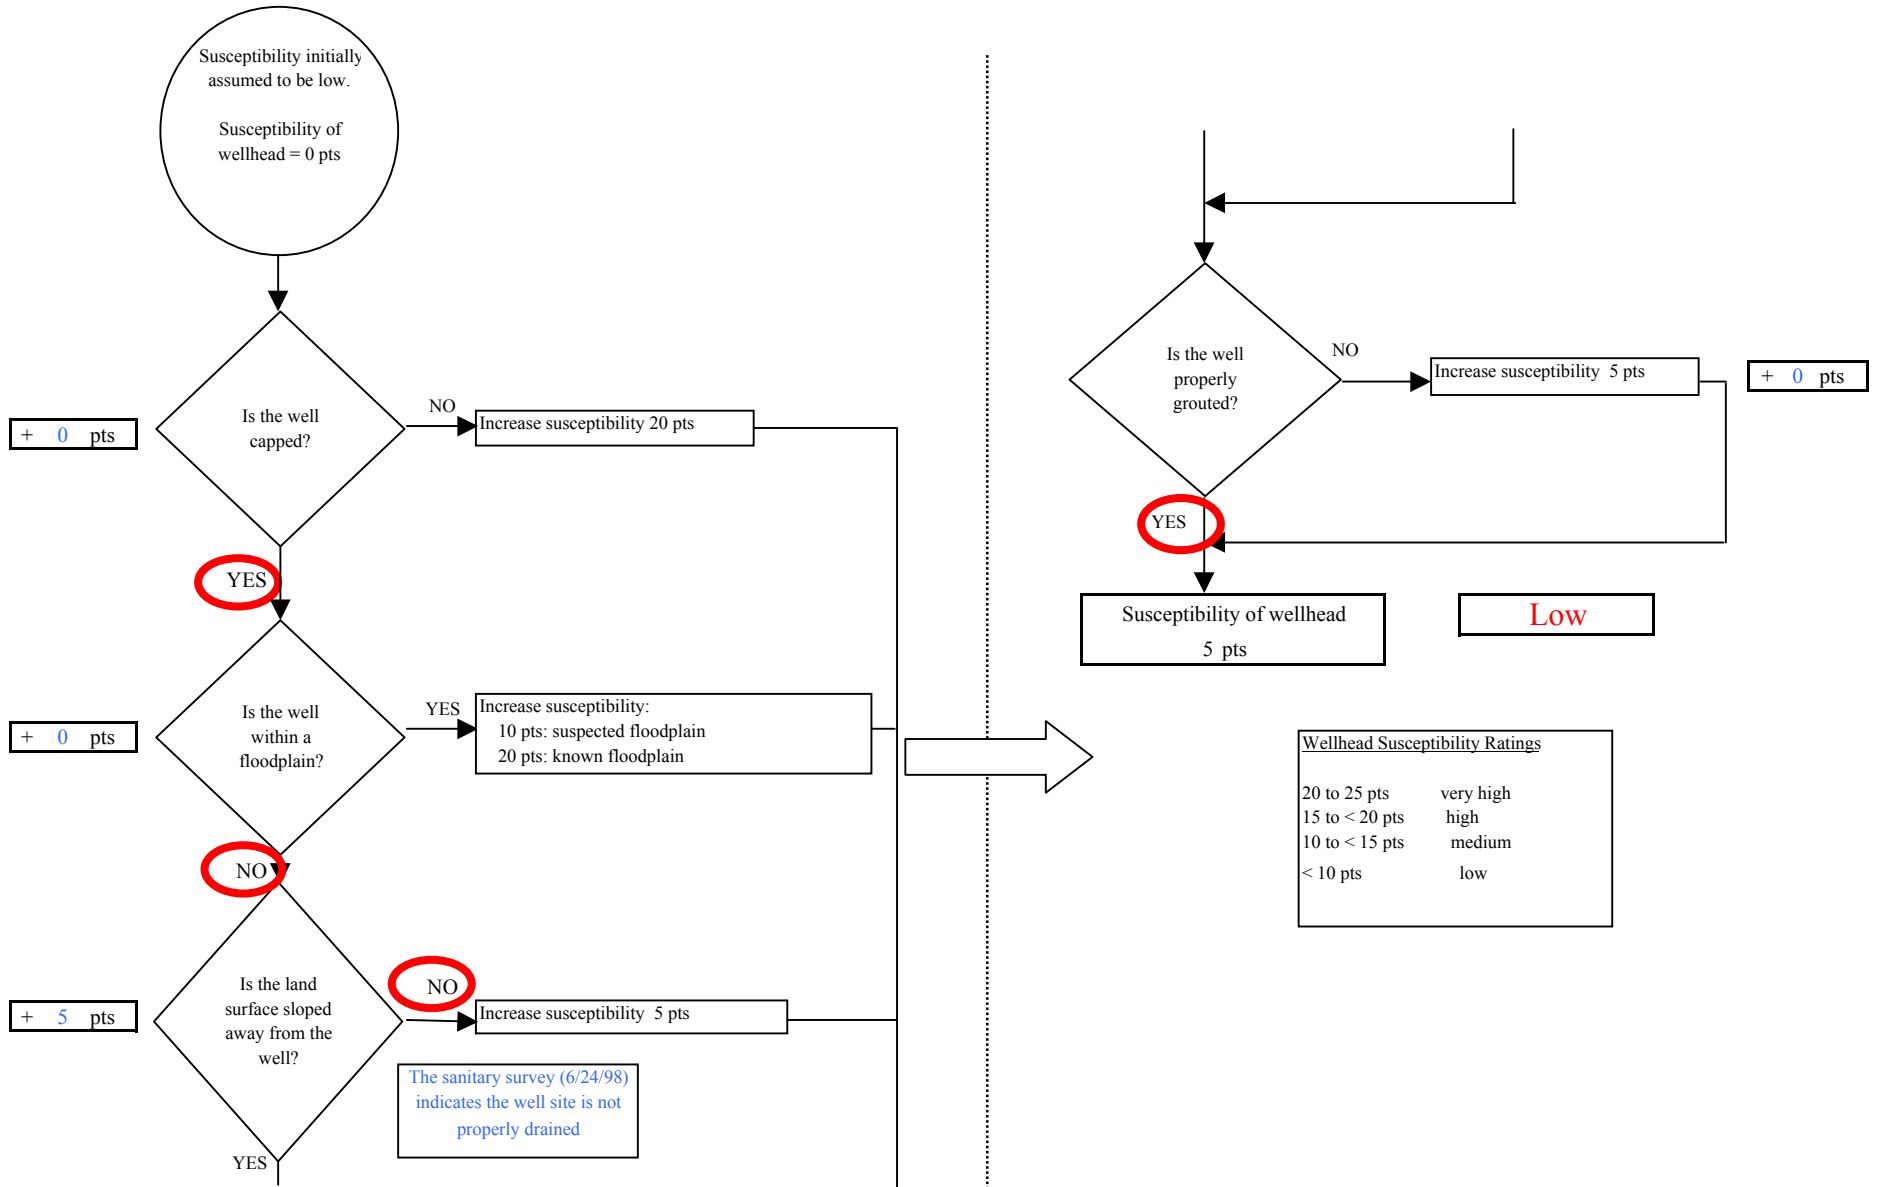 Susceptibility initially
assumed to be low.
Susceptibility of
wellhead = 0 pts
Is the well
capped?
NO
Increase susceptibility 20 pts
+ 0 pts
YES
Is the well
within a
floodplain?
YES
Increase susceptibility:
10 pts: suspected floodplain
20 pts: known floodplain
+ 0 pts
NO
Is the land
surface sloped
away from the
well?
NO
Increase susceptibility 5 pts
+ 5 pts
The sanitary survey (6/24/98)
indicates the well site is not
properly drained
YES
Is the well
properly
grouted?
NO
Increase susceptibility 5 pts
+ 0 pts
YES
Susceptibility of wellhead
5 pts
Low
Wellhead Susceptibility Ratings
20 to 25 pts very high
15 to < 20 pts high
10 to < 15 pts medium
< 10 pts low